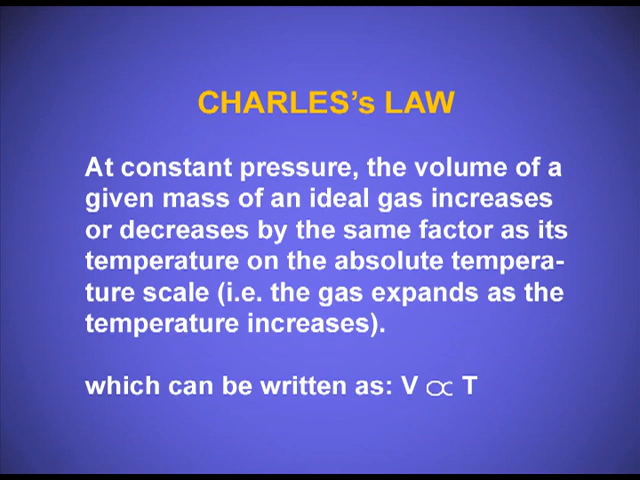 CHARLES’s LAW
At constant pressure, the volume of a
given mass of an ideal gas increases
or decreases by the same factor as its
temperature on the absolute tempera-
ture scale (i.e. the gas expands as the
temperature increases).
which can be written as: V ∝ T